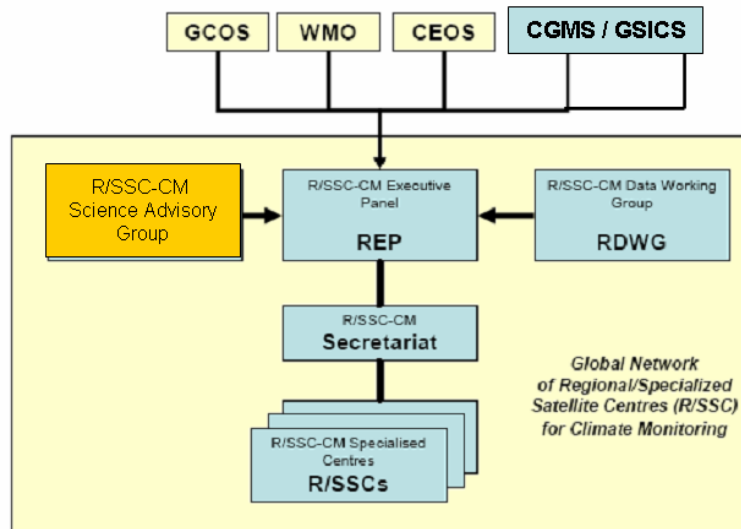 GCOS
WMO
CEOS
CGMS / GSICS
R/SSC-CM
Science Advisory
Group
R/SSC-CM Executive
Panel
REP
R/SSC-CM Data Working
Group
RDWG
R/SSC-CM
Secretariat
Global Network
of Regional/Specialized
Satellite Centres (R/SSC)
for Climate Monitoring
R/SSC-CM Specialised
Centres
R/SSCs